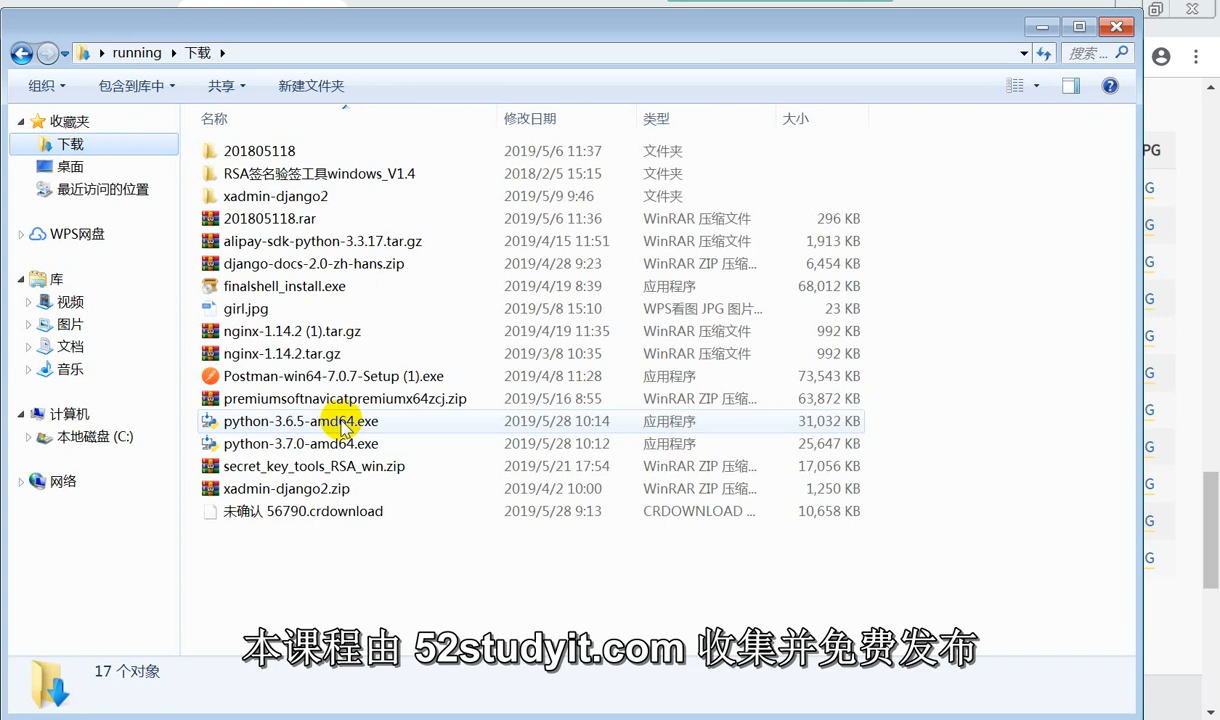 running 下载
搜索 ...
组织 包含到库中 共享 新建文件夹
收藏夹
下载
桌面
最近访问的位置
WPS网盘
库
视频
图片
文档
音乐
计算机
本地磁盘 (C:)
网络
名称 修改日期 类型 大小
201805118 2019/5/6 11:37 文件夹
RSA签名验签工具windows_V1.4 2018/2/5 15:15 文件夹
xadmin-django2 2019/5/9 9:46 文件夹
201805118.rar 2019/5/6 11:36 WinRAR 压缩文件 296 KB
alipay-sdk-python-3.3.17.tar.gz 2019/4/15 11:51 WinRAR 压缩文件 1,913 KB
django-docs-2.0-zh-hans.zip 2019/4/28 9:23 WinRAR ZIP 压缩... 6,454 KB
finalshell_install.exe 2019/4/19 8:39 应用程序 68,012 KB
girl.jpg 2019/5/8 15:10 WPS看图 JPG 图片... 23 KB
nginx-1.14.2 (1).tar.gz 2019/4/19 11:35 WinRAR 压缩文件 992 KB
nginx-1.14.2.tar.gz 2019/3/8 10:35 WinRAR 压缩文件 992 KB
Postman-win64-7.0.7-Setup (1).exe 2019/4/8 11:28 应用程序 73,543 KB
premiumsoftnavicatpremiumx64zcj.zip 2019/5/16 8:55 WinRAR ZIP 压缩... 63,872 KB
python-3.6.5-amd64.exe 2019/5/28 10:14 应用程序 31,032 KB
python-3.7.0-amd64.exe 2019/5/28 10:12 应用程序 25,647 KB
secret_key_tools_RSA_win.zip 2019/5/21 17:54 WinRAR ZIP 压缩... 17,056 KB
xadmin-django2.zip 2019/4/2 10:00 WinRAR ZIP 压缩... 1,250 KB
未确认 56790.crdownload 2019/5/28 9:13 CRDOWNLOAD ... 10,658 KB
PG
G
G
G
G
G
G
G
G
G
G
G
本课程由 52studyit.com 收集并免费发布
17 个对象